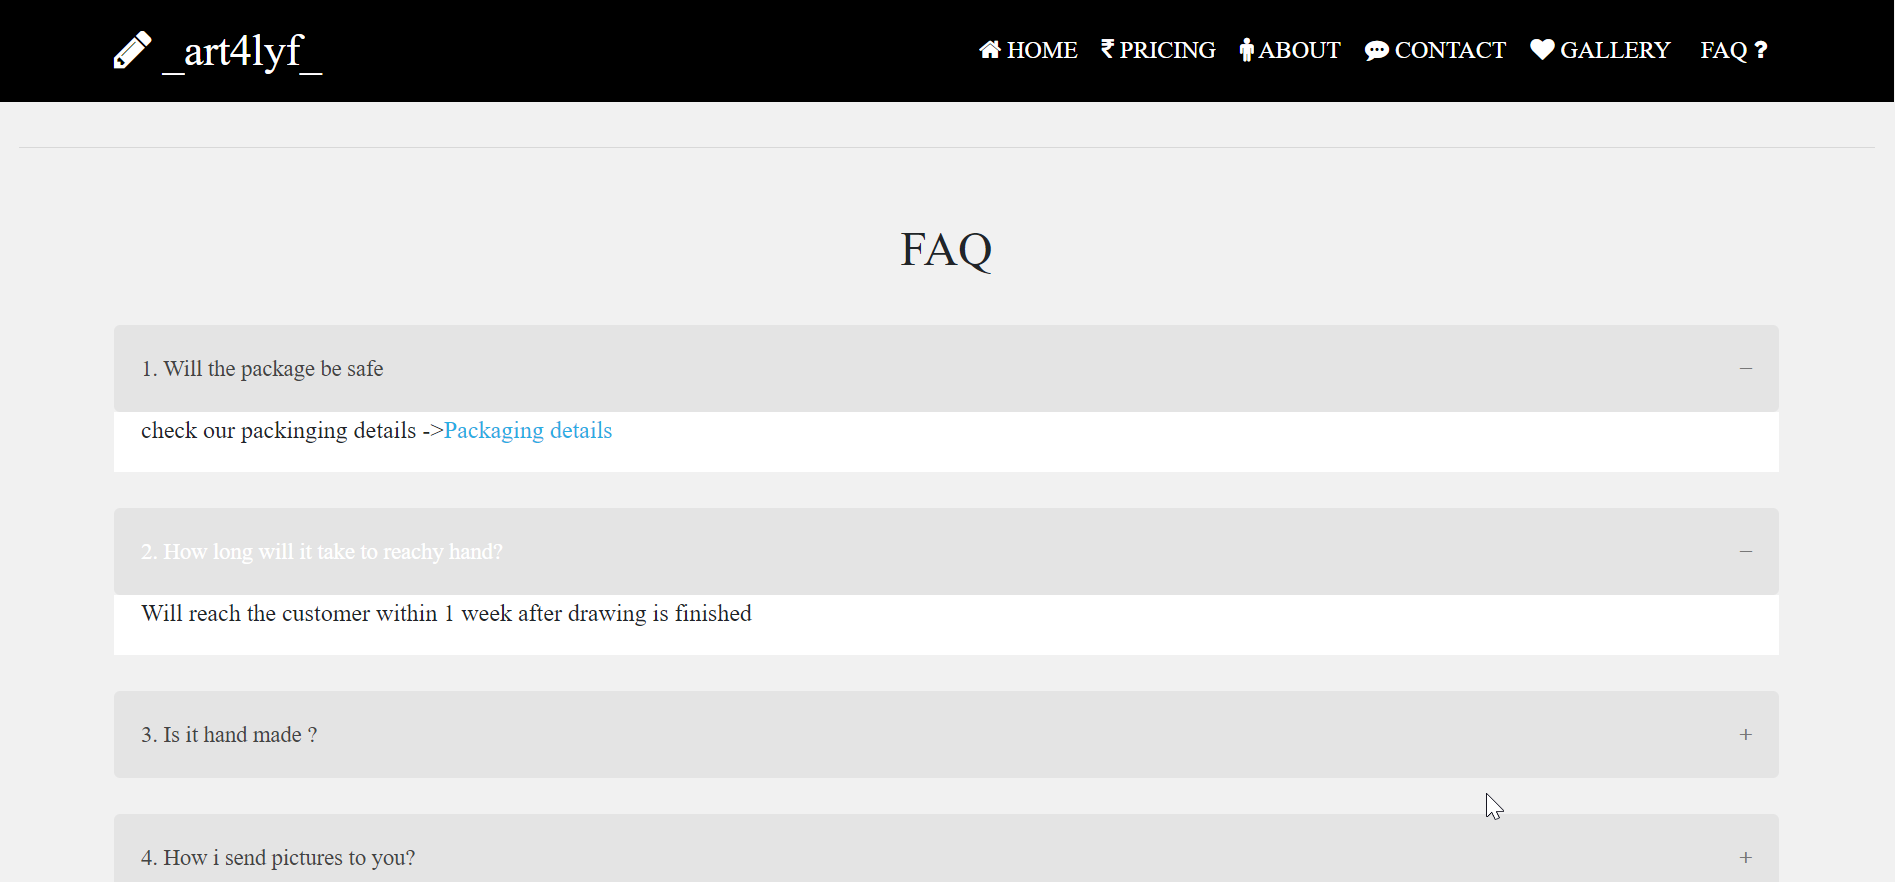 _art4lyf_
HOME ₹ PRICING ABOUT CONTACT GALLERY FAQ ?
FAQ
1. Will the package be safe −
check our packinging details ->Packaging details
2. How long will it take to reachy hand? −
Will reach the customer within 1 week after drawing is finished
3. Is it hand made ? +
4. How i send pictures to you? +